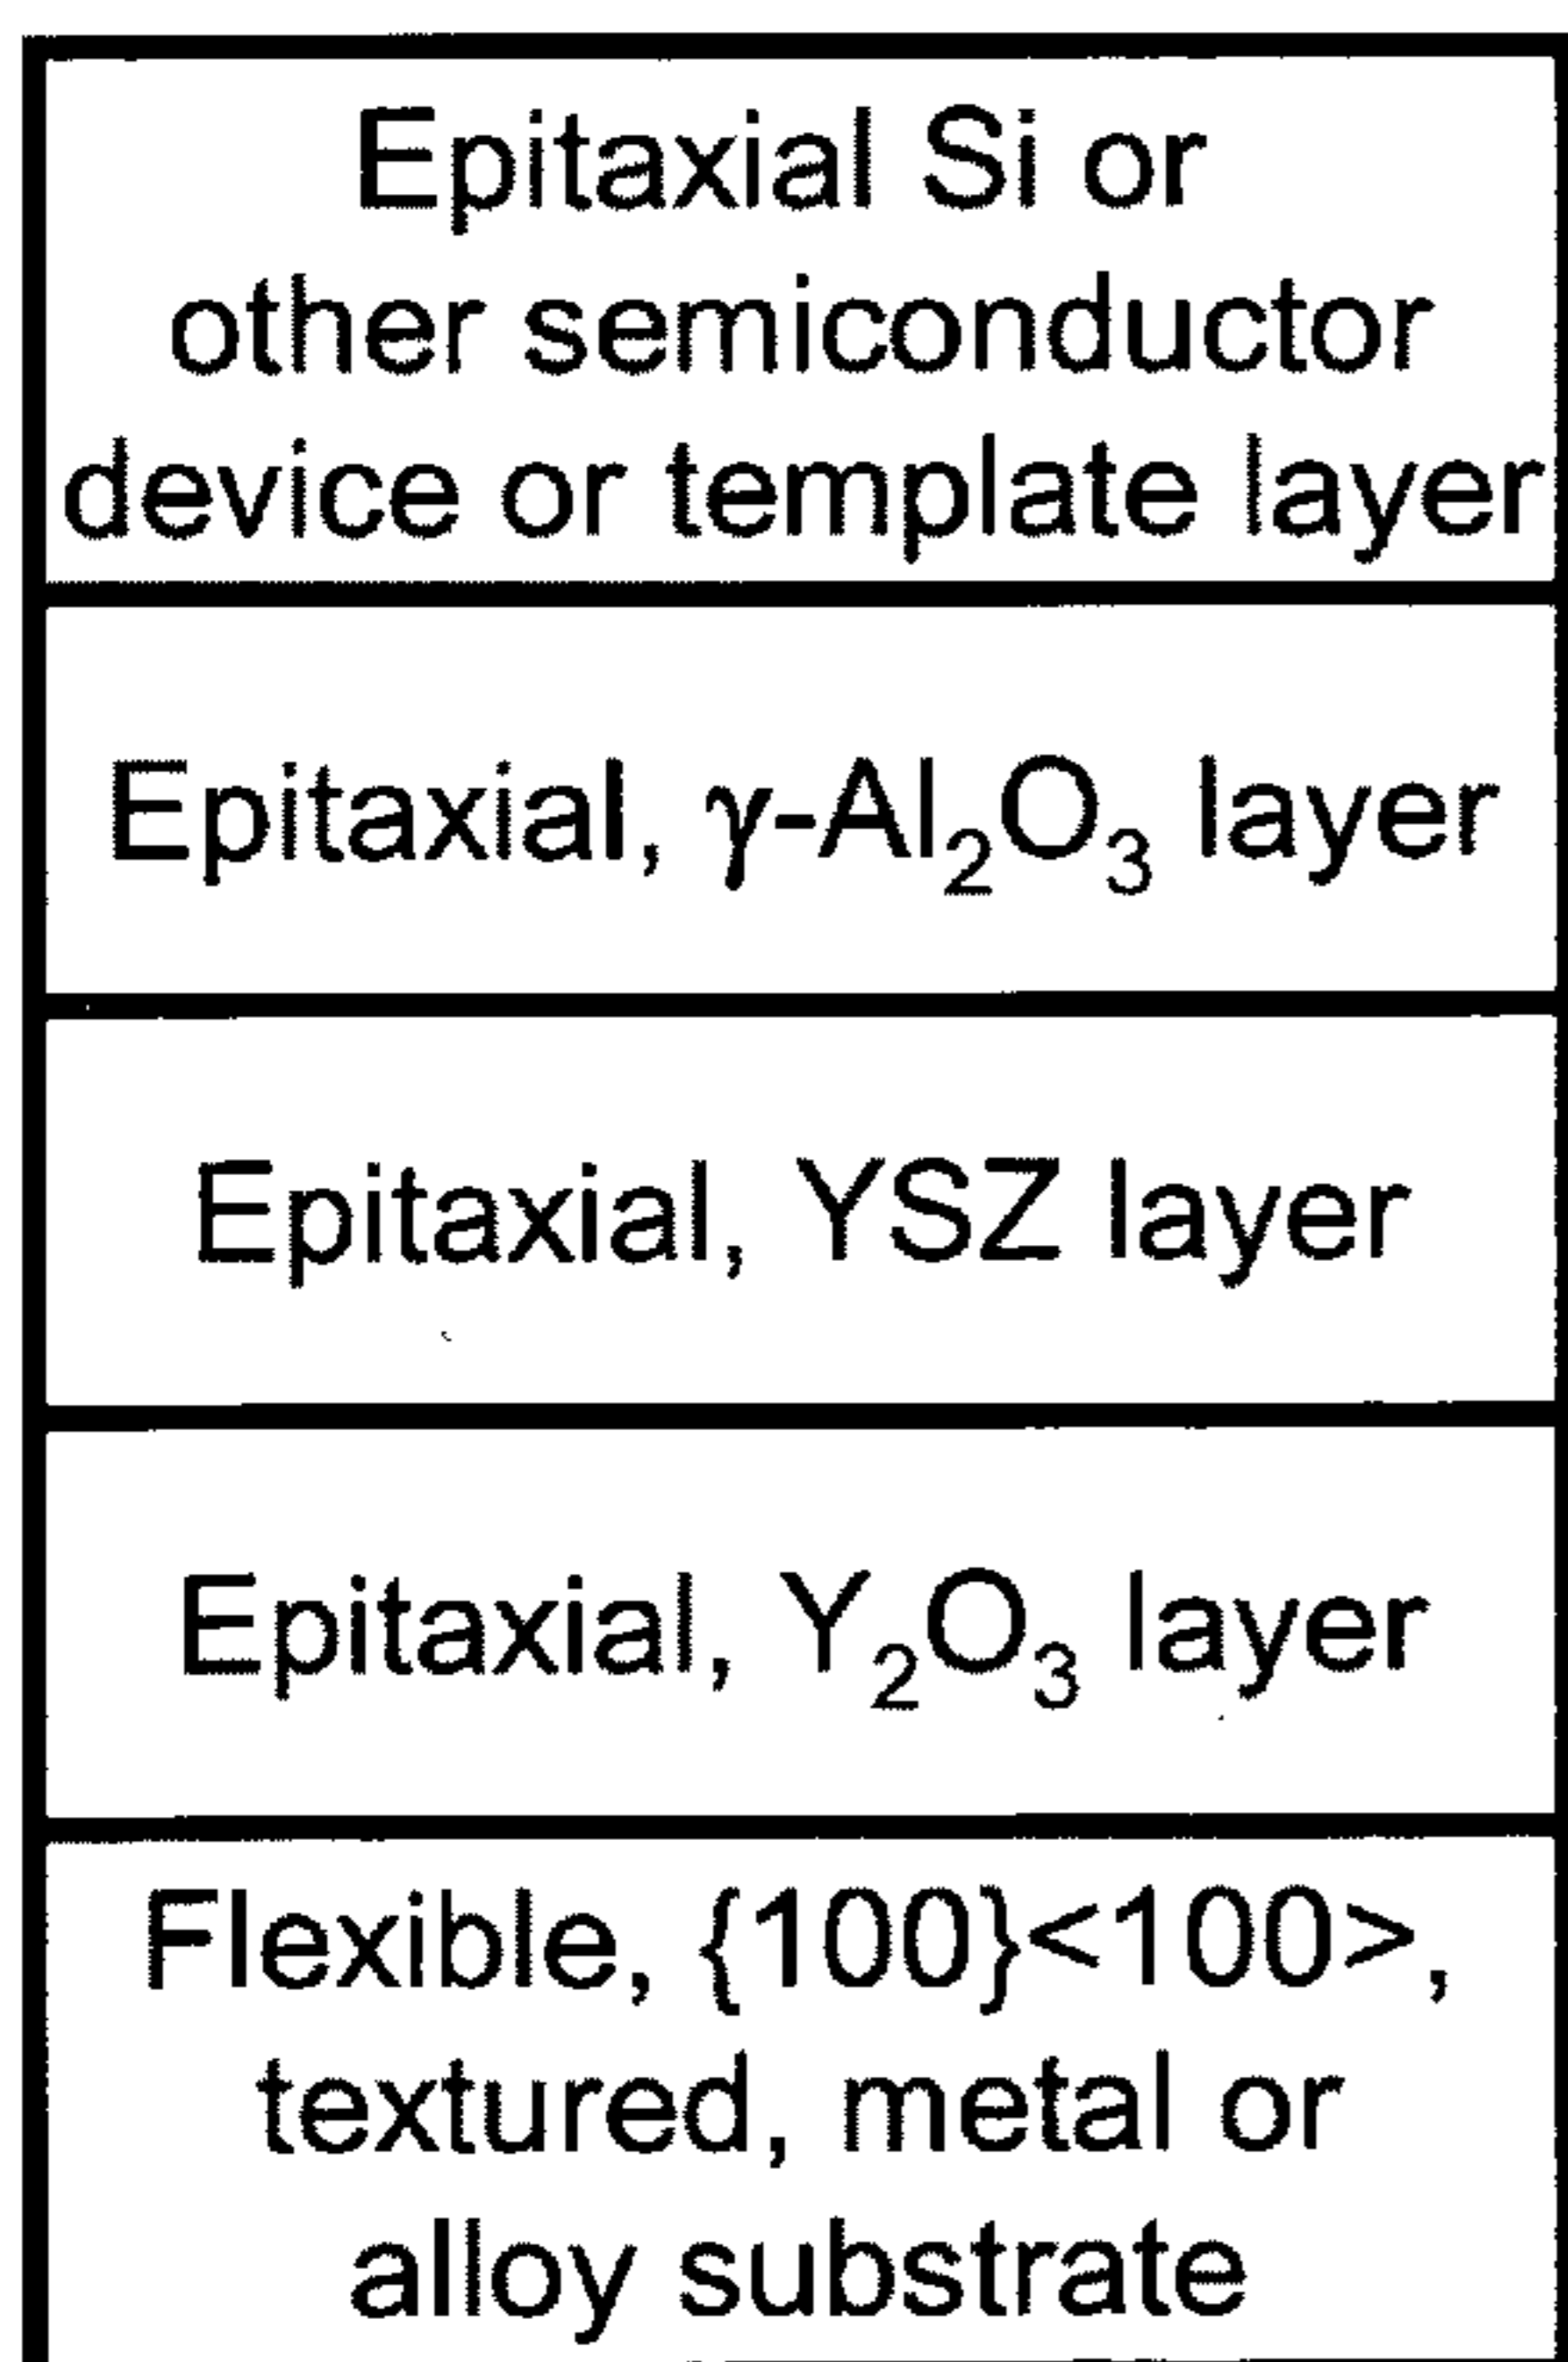 Epitaxial Si or
other semiconductor
device or template layer
Epitaxial, γ-Al₂O₃ layer
Epitaxial, YSZ layer
Epitaxial, Y₂O₃ layer
Flexible, {100}<100>,
textured, metal or
alloy substrate